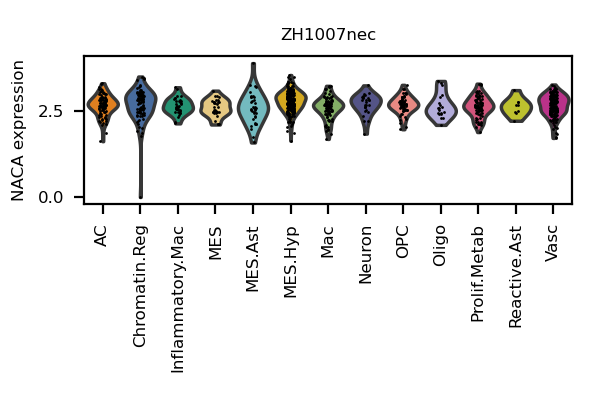 ZH1007nec
NACA expression
2.5
0.0
AC
Chromatin.Reg
Inflammatory.Mac
MES
MES.Ast
MES.Hyp
Mac
Neuron
OPC
Oligo
Prolif.Metab
Reactive.Ast
Vasc